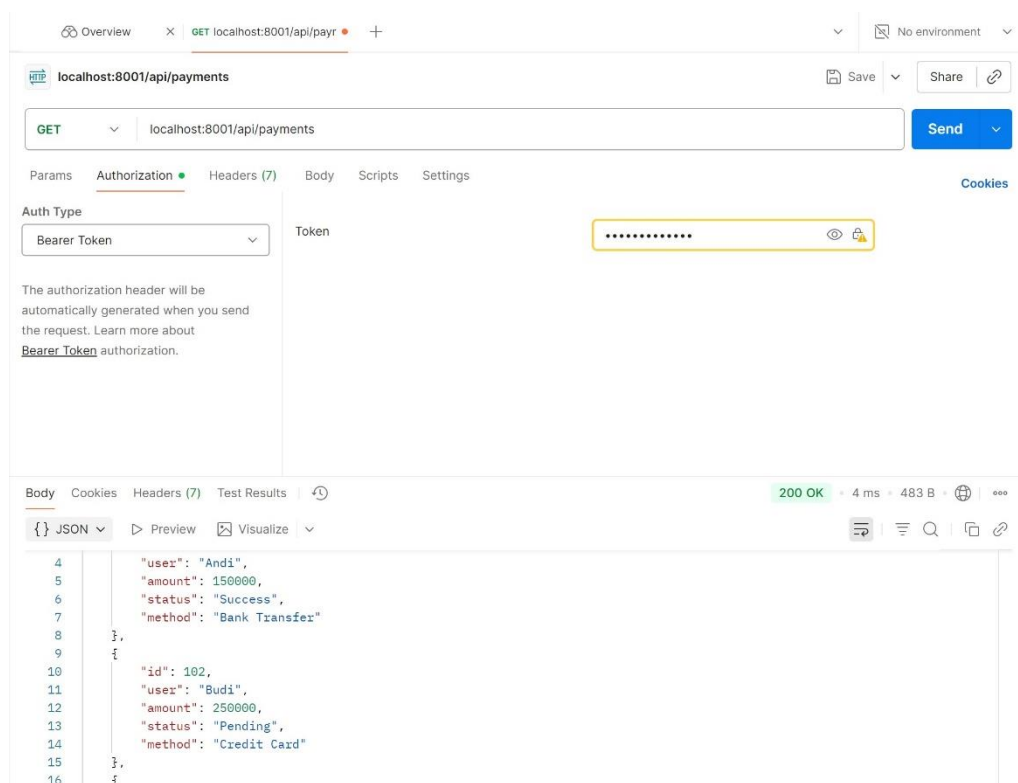 Overview GET localhost:8001/api/payr No environment
HTTP localhost:8001/api/payments Save Share
GET localhost:8001/api/payments Send
Params Authorization Headers (7) Body Scripts Settings Cookies
Auth Type
Bearer Token
Token •••••••••••••
The authorization header will be
automatically generated when you send
the request. Learn more about
Bearer Token authorization.
Body Cookies Headers (7) Test Results 200 OK • 4 ms • 483 B
{} JSON Preview Visualize
4 "user": "Andi",
5 "amount": 150000,
6 "status": "Success",
7 "method": "Bank Transfer"
8 },
9 {
10 "id": 102,
11 "user": "Budi",
12 "amount": 250000,
13 "status": "Pending",
14 "method": "Credit Card"
15 },
16 {